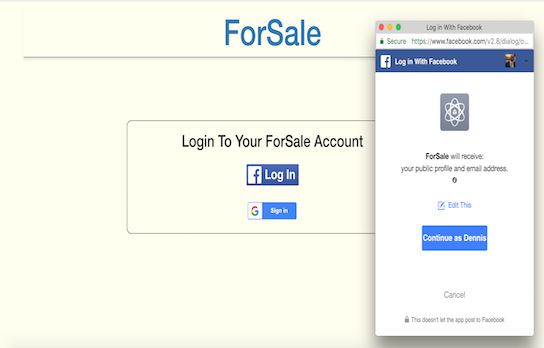 ForSale
Login To Your ForSale Account
f Log In
G Sign in
Log in With Facebook
Secure https://www.facebook.com/v2.8/dialog/o...
f Log in With Facebook
ForSale will receive:
your public profile and email address.
Edit This
Continue as Dennis
Cancel
This doesn't let the app post to Facebook